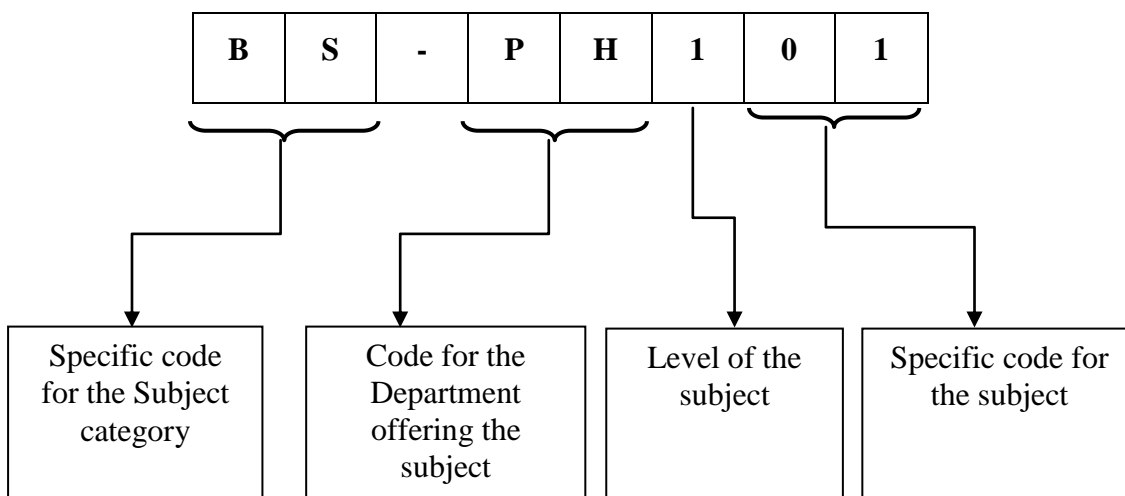 B S - P H 1 0 1
Specific code
for the Subject
category
Code for the
Department
offering the
subject
Level of the
subject
Specific code for
the subject